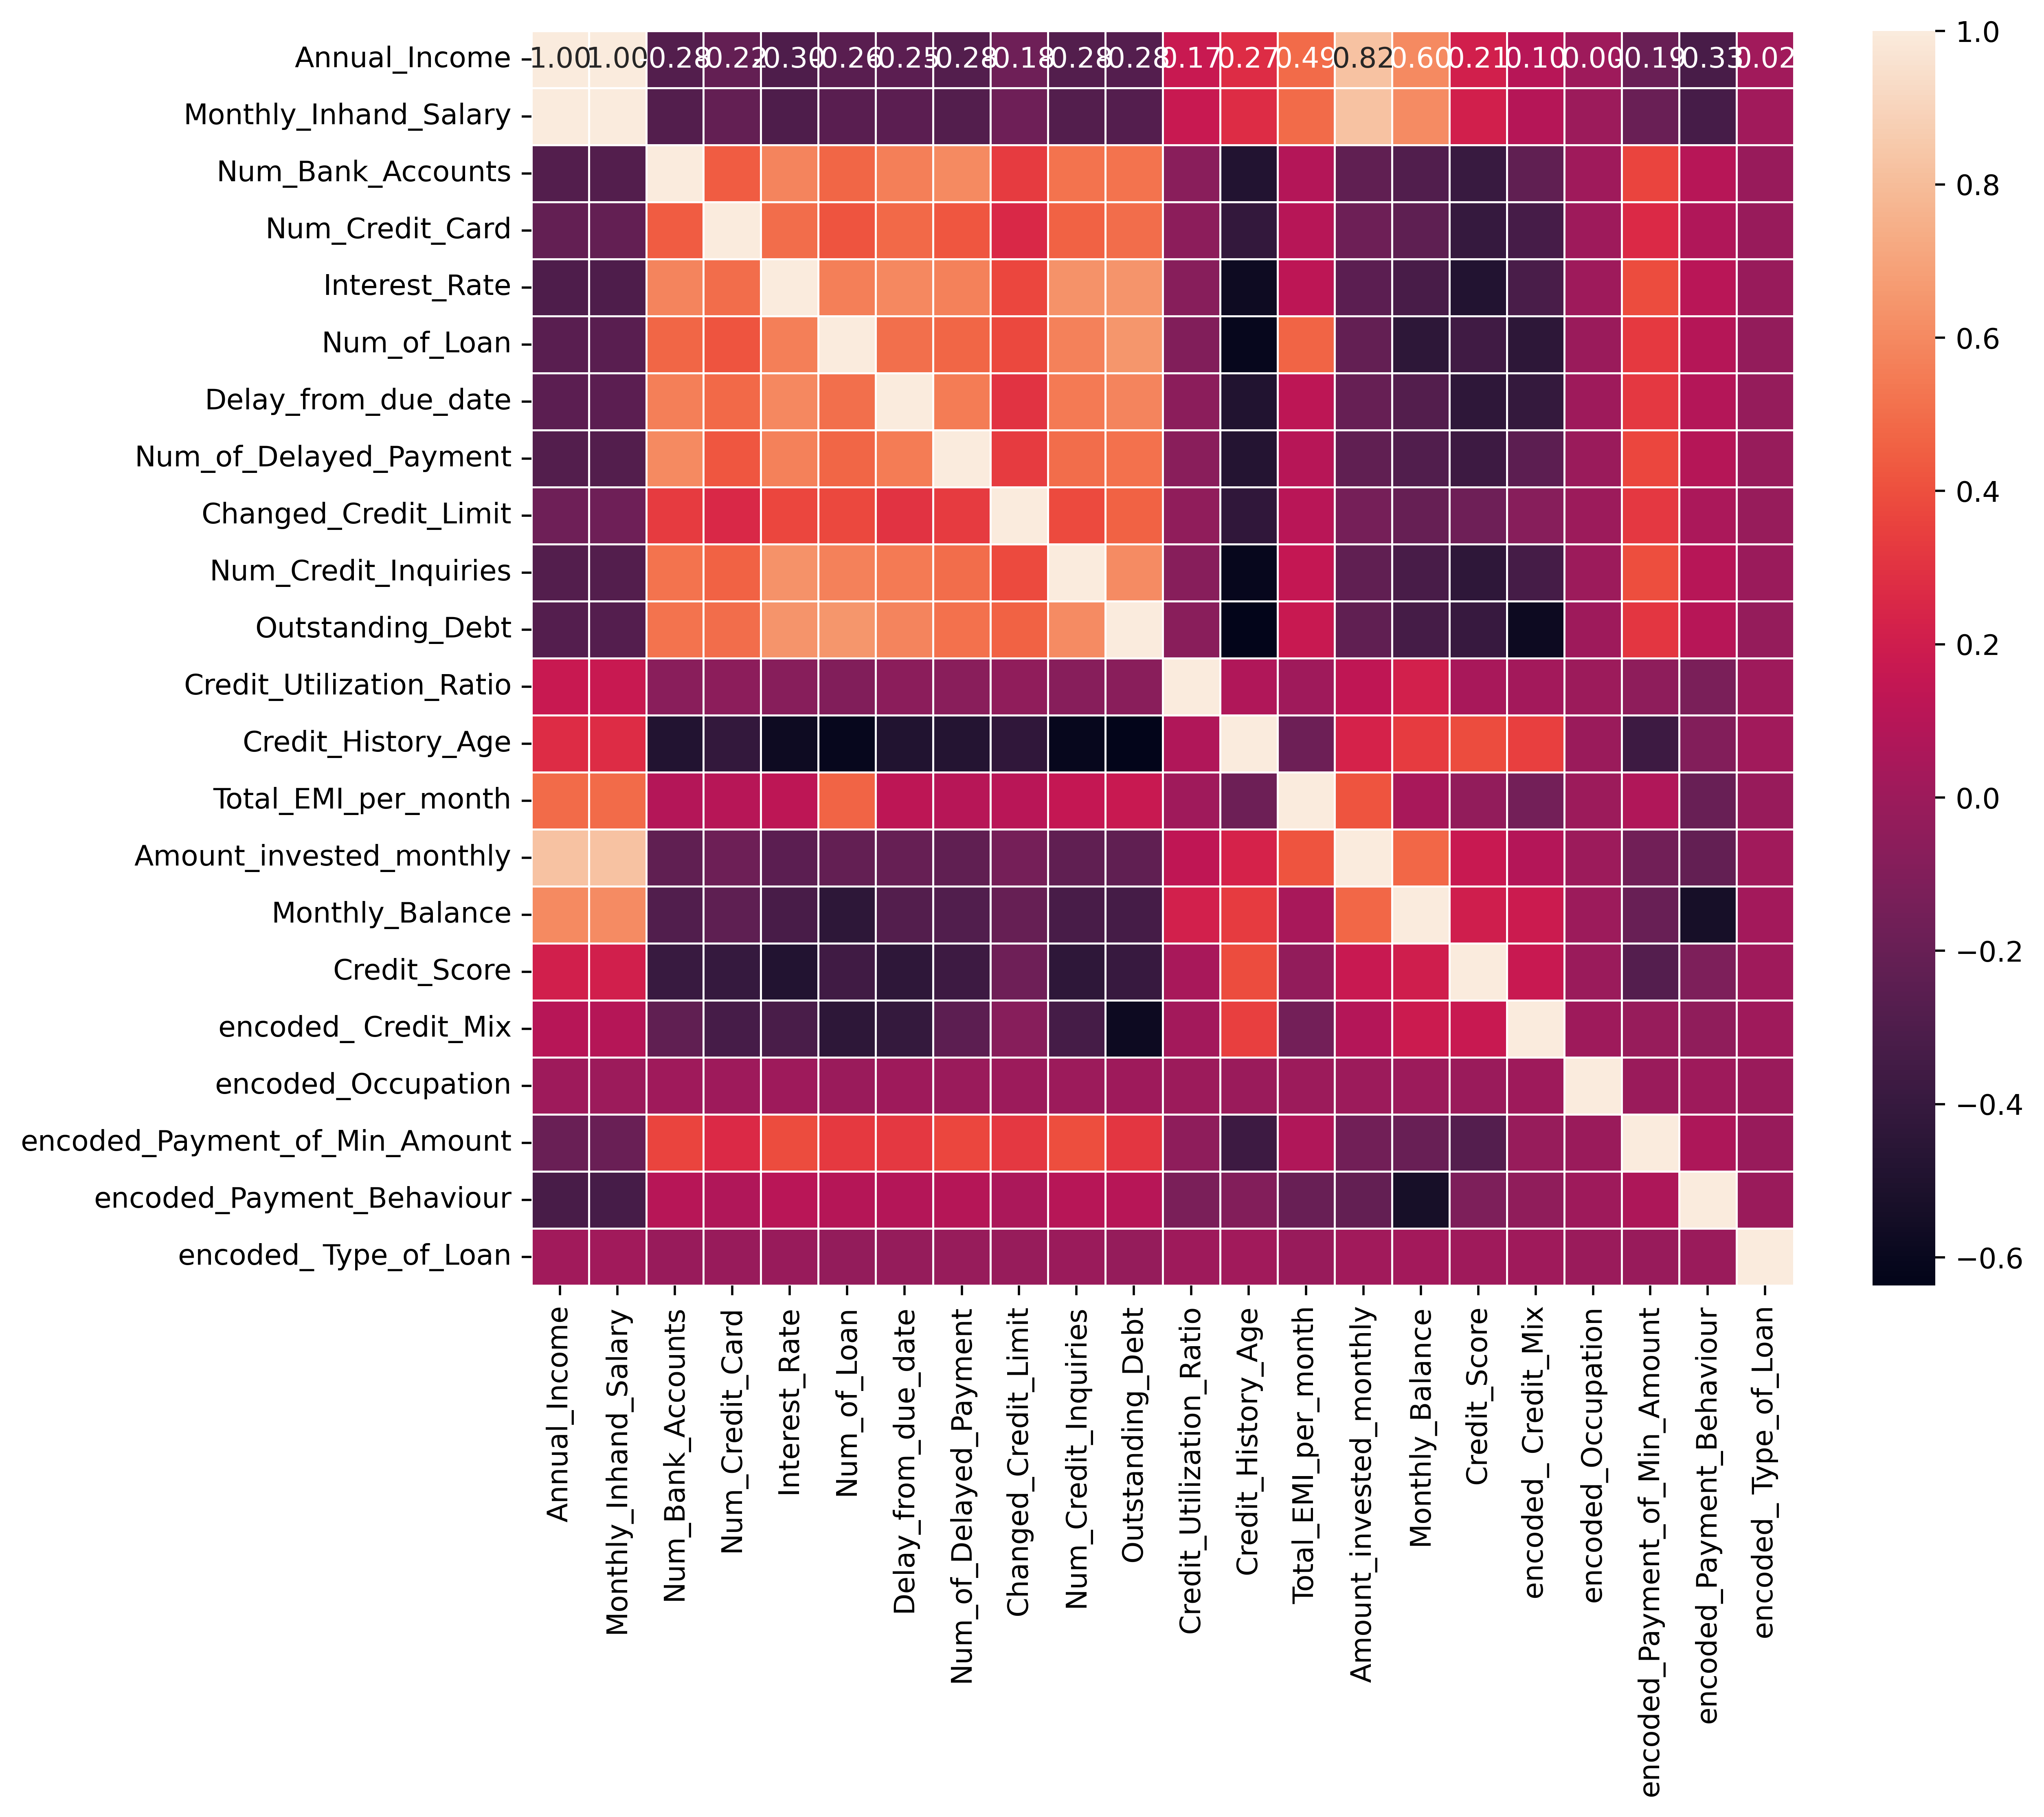 Annual_Income
1.00 1.00 -0.28 -0.22 -0.30 -0.26 -0.25 -0.28 -0.18 -0.28 -0.28 0.17 0.27 0.49 0.82 0.60 0.21 0.10 0.00 -0.19 -0.33 0.02
Monthly_Inhand_Salary
Num_Bank_Accounts
Num_Credit_Card
Interest_Rate
Num_of_Loan
Delay_from_due_date
Num_of_Delayed_Payment
Changed_Credit_Limit
Num_Credit_Inquiries
Outstanding_Debt
Credit_Utilization_Ratio
Credit_History_Age
Total_EMI_per_month
Amount_invested_monthly
Monthly_Balance
Credit_Score
encoded_ Credit_Mix
encoded_Occupation
encoded_Payment_of_Min_Amount
encoded_Payment_Behaviour
encoded_ Type_of_Loan
Annual_Income
Monthly_Inhand_Salary
Num_Bank_Accounts
Num_Credit_Card
Interest_Rate
Num_of_Loan
Delay_from_due_date
Num_of_Delayed_Payment
Changed_Credit_Limit
Num_Credit_Inquiries
Outstanding_Debt
Credit_Utilization_Ratio
Credit_History_Age
Total_EMI_per_month
Amount_invested_monthly
Monthly_Balance
Credit_Score
encoded_ Credit_Mix
encoded_Occupation
encoded_Payment_of_Min_Amount
encoded_Payment_Behaviour
encoded_ Type_of_Loan
1.0
0.8
0.6
0.4
0.2
0.0
−0.2
−0.4
−0.6